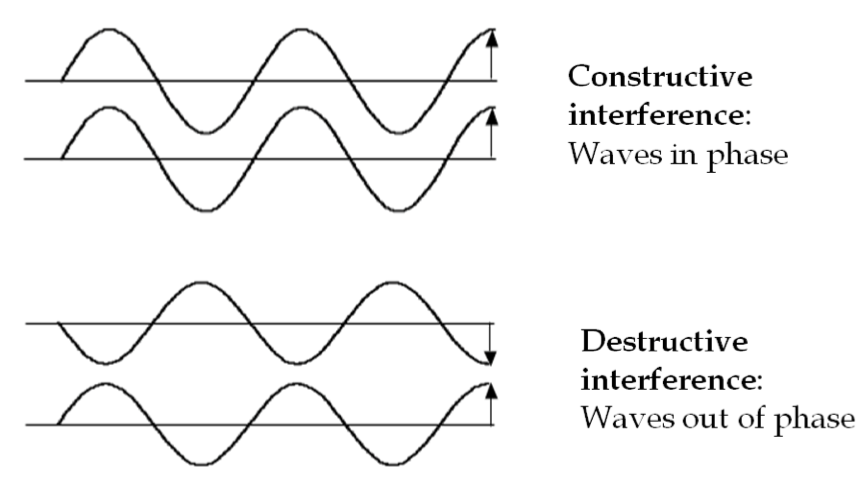 Constructive
interference:
Waves in phase
Destructive
interference:
Waves out of phase